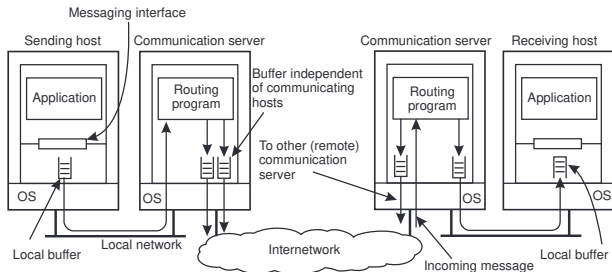 Messaging interface
Sending host
Communication server
Communication server
Receiving host
Application
Routing
program
Buffer independent
of communicating
hosts
Routing
program
Application
To other (remote)
communication
server
OS
OS
OS
OS
Local buffer
Local network
Internetwork
Incoming message
Local buffer